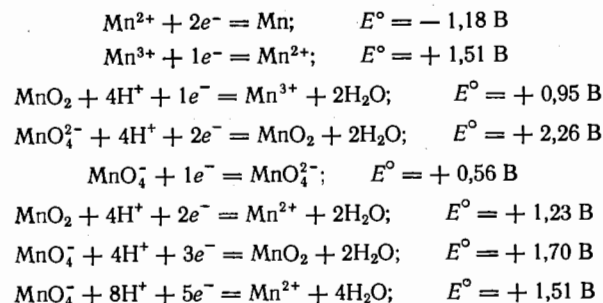 Mn²⁺ + 2e⁻ = Mn; E° = − 1,18 В
Mn³⁺ + 1e⁻ = Mn²⁺; E° = + 1,51 В
MnO₂ + 4H⁺ + 1e⁻ = Mn³⁺ + 2H₂O; E° = + 0,95 В
MnO₄²⁻ + 4H⁺ + 2e⁻ = MnO₂ + 2H₂O; E° = + 2,26 В
MnO₄⁻ + 1e⁻ = MnO₄²⁻; E° = + 0,56 В
MnO₂ + 4H⁺ + 2e⁻ = Mn²⁺ + 2H₂O; E° = + 1,23 В
MnO₄⁻ + 4H⁺ + 3e⁻ = MnO₂ + 2H₂O; E° = + 1,70 В
MnO₄⁻ + 8H⁺ + 5e⁻ = Mn²⁺ + 4H₂O; E° = + 1,51 В